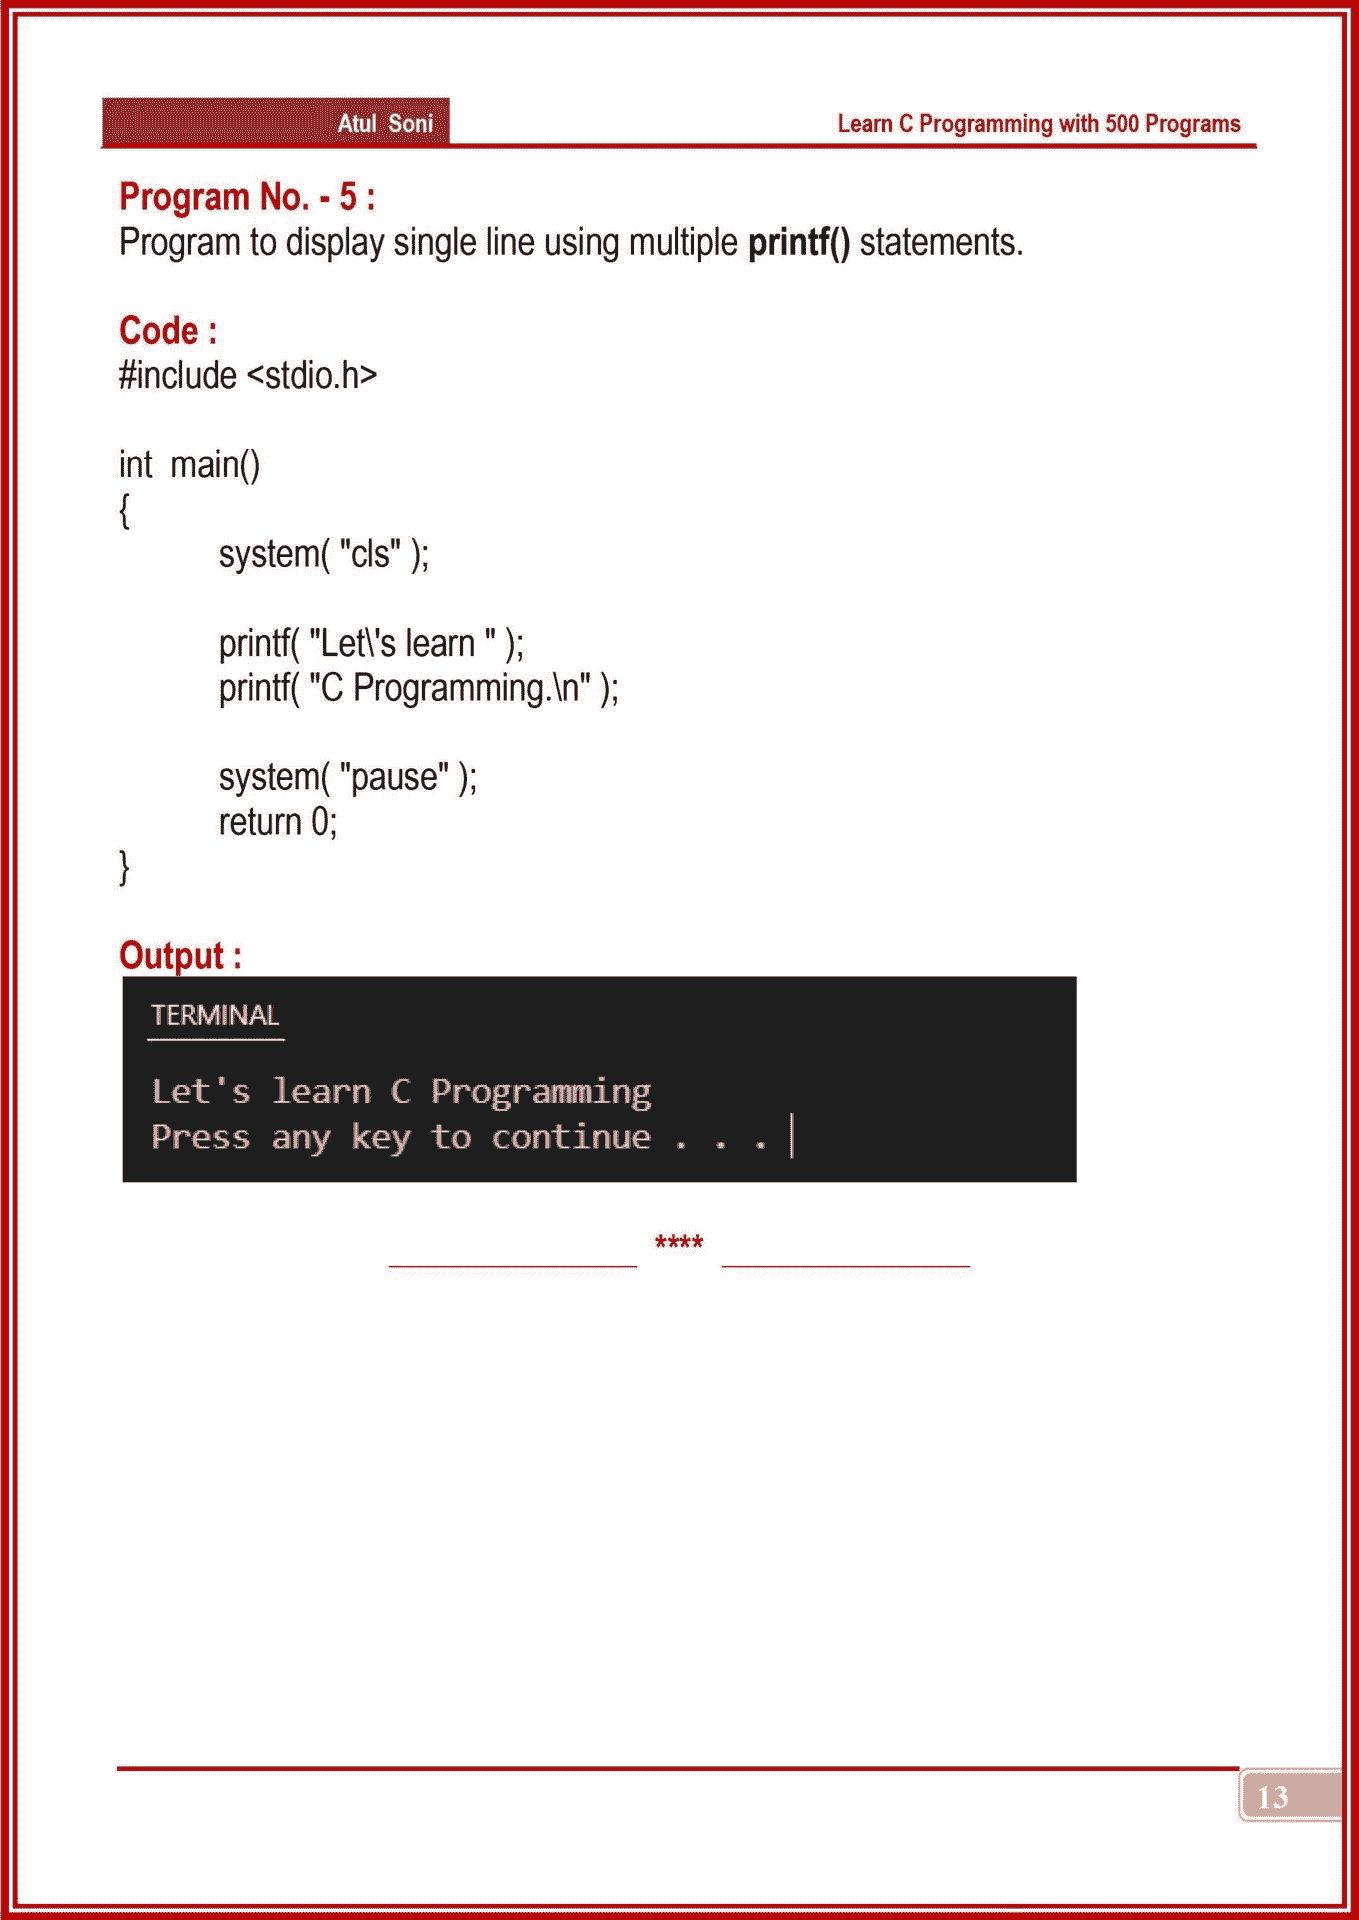 Atul  Soni
Learn C Programming with 500 Programs
Program No. - 5 :
Program to display single line using multiple printf() statements.
Code :
#include <stdio.h>
int  main()
{
system( "cls" );
printf( "Let\'s learn " );
printf( "C Programming.\n" );
system( "pause" );
return 0;
}
Output :
TERMINAL
Let's learn C Programming
Press any key to continue . . .
****
13